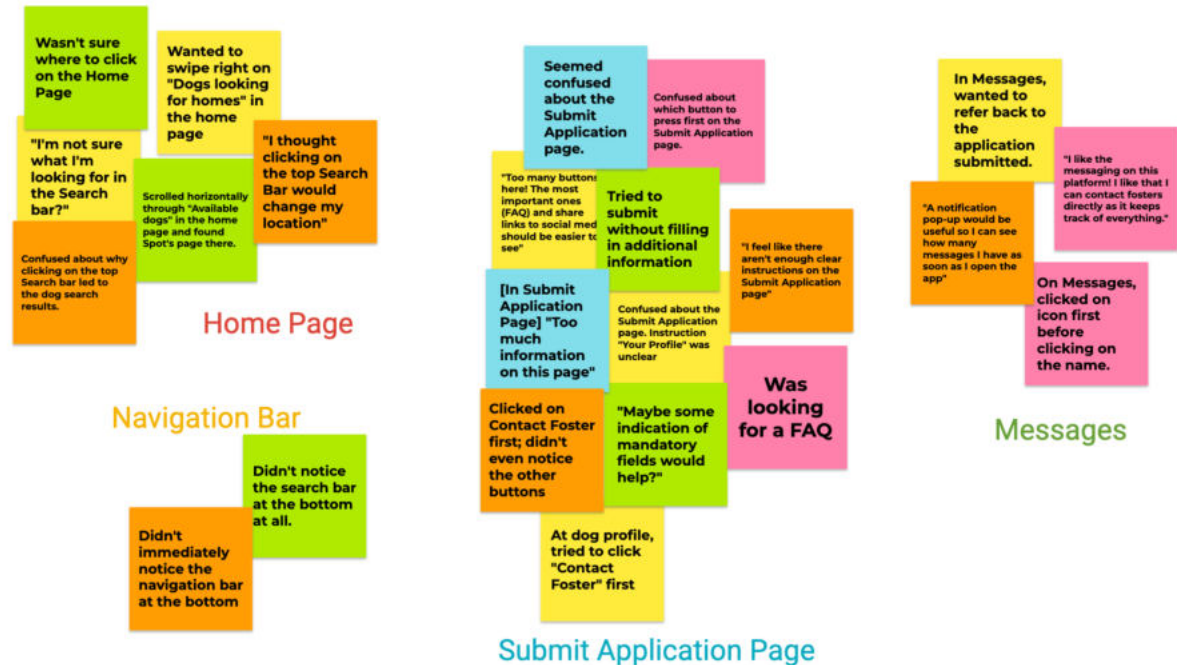 Wasn't sure
where to click
on the Home
Page
Wanted to
swipe right on
"Dogs looking
for homes" in
the home
page
"I'm not sure
what I'm
looking for in
the Search
bar?"
Scrolled horizontally
through "Available
dogs" in the home
page and found
Spot's page there.
"I thought
clicking on
the top Search
Bar would
change my
location"
Confused about why
clicking on the top
Search bar led to
the dog search
results.
Home Page
Navigation Bar
Didn't notice
the search bar
at the bottom
at all.
Didn't
immediately
notice the
navigation bar
at the bottom
Seemed
confused
about the
Submit
Application
page.
Confused about
which button to
press first on the
Submit Application
page.
"Too many buttons
here! The most
important ones
(FAQ) and share
links to social med
should be easier to
see"
Tried to
submit
without filling
in additional
information
"I feel like there
aren't enough clear
instructions on the
Submit Application
page"
[In Submit
Application
Page] "Too
much
information
on this page"
Confused about the
Submit Application
page. Instruction
"Your Profile" was
unclear
Was
looking
for a FAQ
Clicked on
Contact Foster
first; didn't
even notice
the other
buttons
"Maybe some
indication of
mandatory
fields would
help?"
At dog profile,
tried to click
"Contact
Foster" first
Submit Application Page
In Messages,
wanted to
refer back to
the
application
submitted.
"I like the
messaging on this
platform! I like that I
can contact fosters
directly as it keeps
track of everything."
"A notification
pop-up would be
useful so I can see
how many
messages I have as
soon as I open the
app"
On Messages,
clicked on
icon first
before
clicking on
the name.
Messages